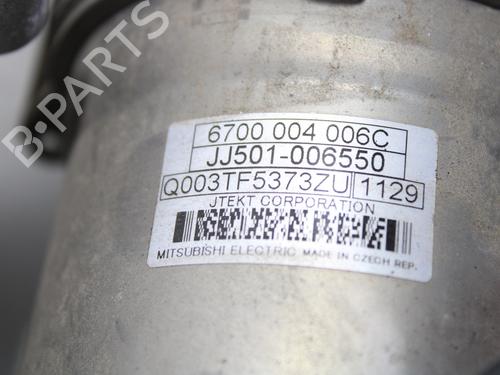 6700 004 006C
JJ501-006550
Q003TF5373ZU 1129
JTEKT CORPORATION
MITSUBISHI ELECTRIC MADE IN CZECH REP.
B-PARTS